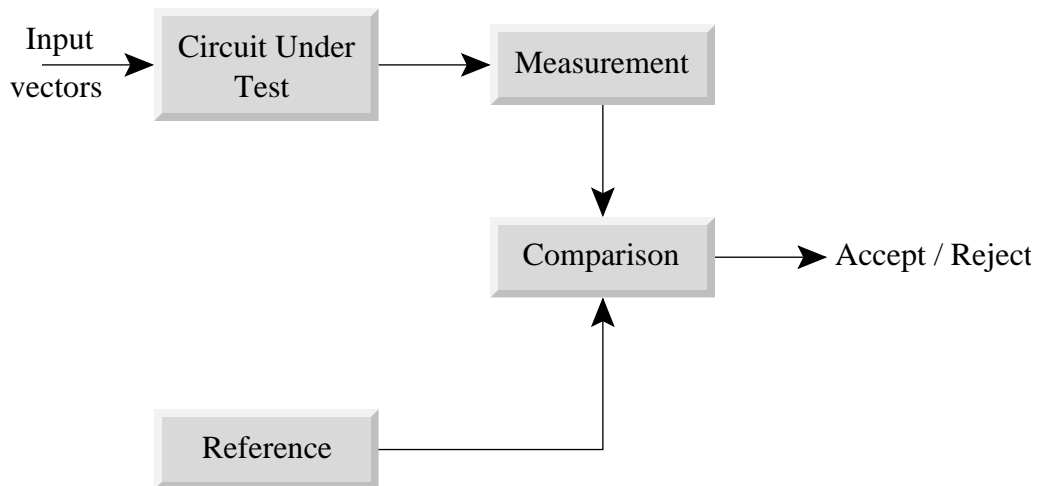 Input
vectors
Circuit Under
Test
Measurement
Comparison
Accept / Reject
Reference